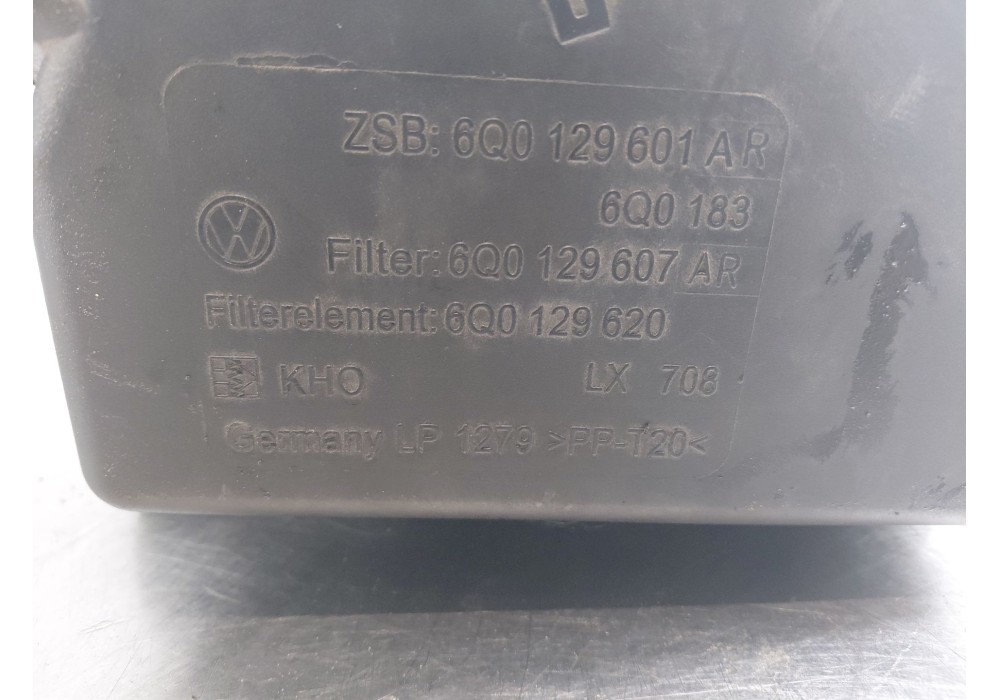 ZSB: 6Q0 129 601 AR
6Q0 183
Filter: 6Q0 129 607 AR
Filterelement: 6Q0 129 620
KHO LX 708
Germany LP 1279 >PP-T20<